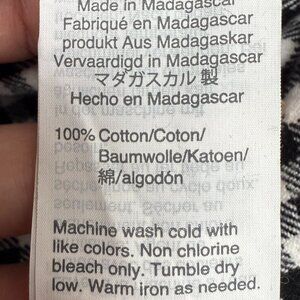 Made in Madagascar
Fabriqué en Madagascar
produkt Aus Madagaskar
Vervaardigd in Madagascar
マダガスカル 製
Hecho en Madagascar
100% Cotton/Coton/
Baumwolle/Katoen/
綿/algodón
Machine wash cold with
like colors. Non chlorine
bleach only. Tumble dry
low. Warm iron as needed.